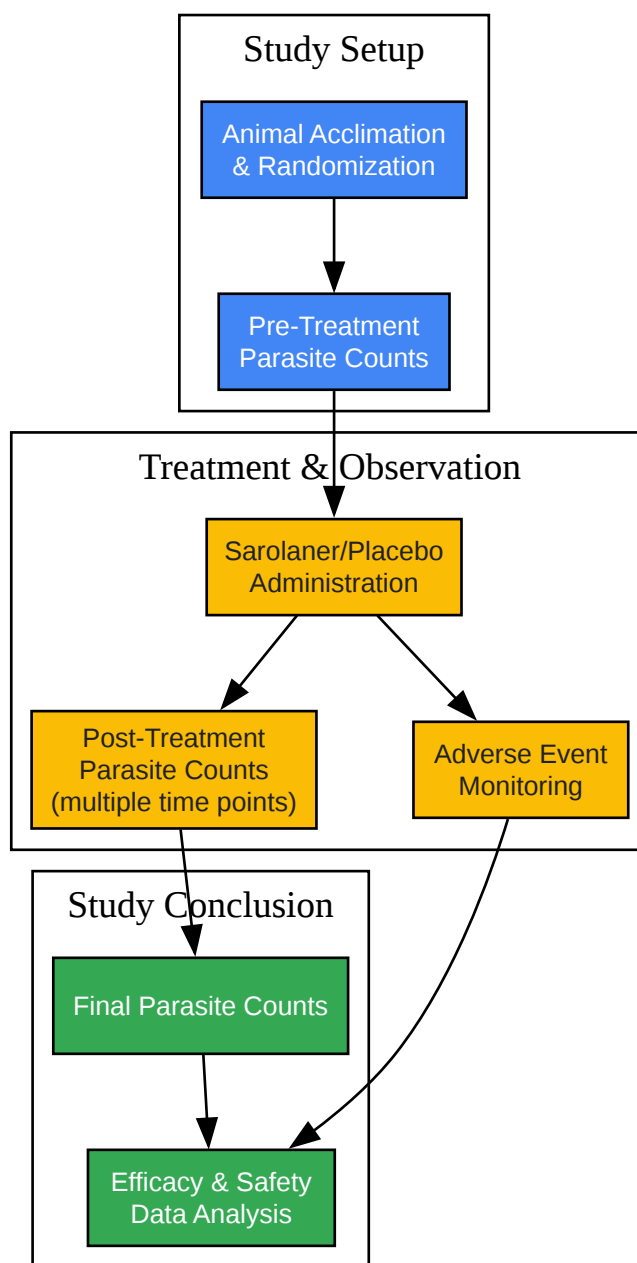 Study Setup
Animal Acclimation
& Randomization
Pre-Treatment
Parasite Counts
Treatment & Observation
Sarolaner/Placebo
Administration
Post-Treatment
Parasite Counts
(multiple time points)
Adverse Event
Monitoring
Study Conclusion
Final Parasite Counts
Efficacy & Safety
Data Analysis